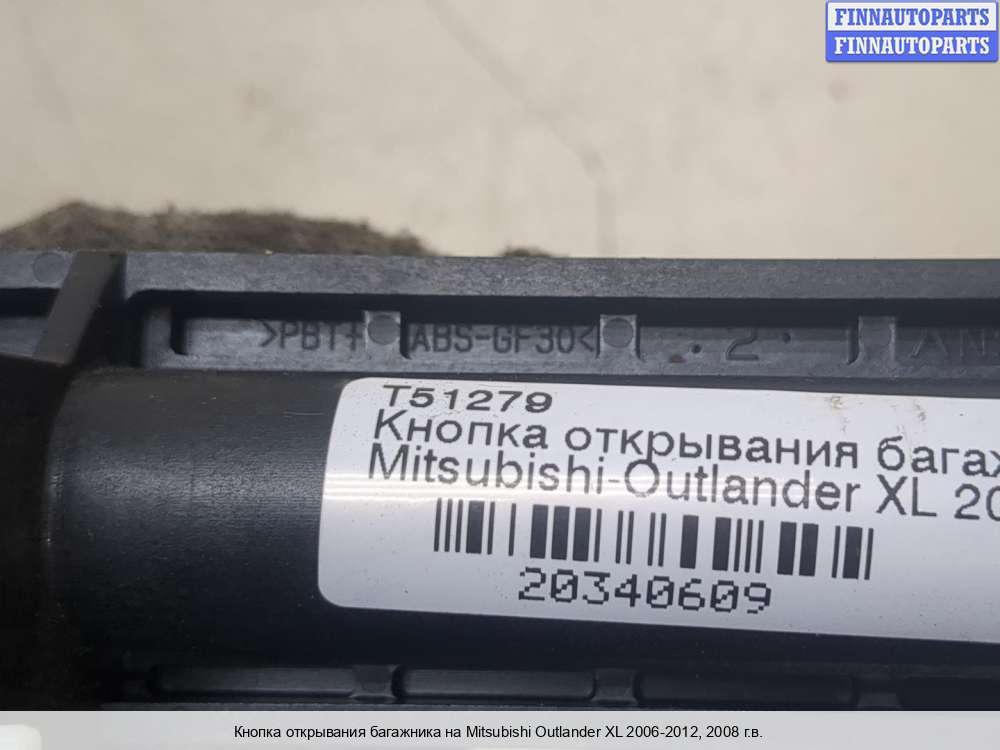 FINNAUTOPARTS
FINNAUTOPARTS
>PBT+ ABS-GF30< .2. AN
T51279
Кнопка открывания багаж
Mitsubishi-Outlander XL 20
20340609
Кнопка открывания багажника на Mitsubishi Outlander XL 2006-2012, 2008 г.в.